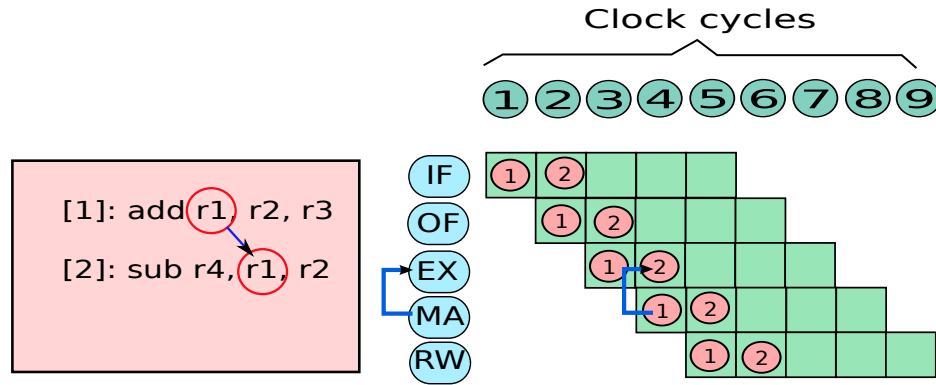 Clock cycles
1 2 3 4 5 6 7 8 9
[1]: add r1, r2, r3
[2]: sub r4, r1, r2
IF 1 2
OF 1 2
EX 1 2
MA 1 2
RW 1 2